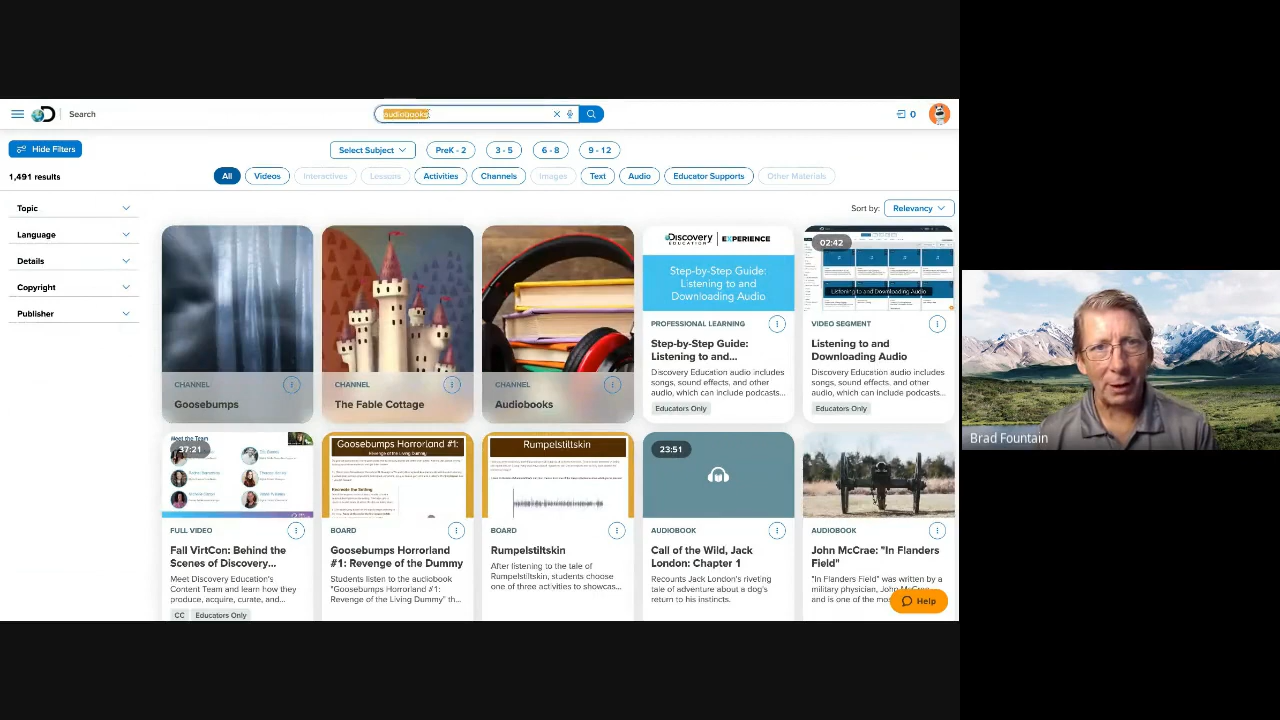 Search
audiobooks
0
Hide Filters
Select Subject
PreK - 2
3 - 5
6 - 8
9 - 12
1,491 results
All
Videos
Interactives
Lessons
Activities
Channels
Images
Text
Audio
Educator Supports
Other Materials
Sort by:
Relevancy
Topic
Language
Details
Copyright
Publisher
CHANNEL
Goosebumps
CHANNEL
The Fable Cottage
CHANNEL
Audiobooks
Discovery EDUCATION | EXPERIENCE
Step-by-Step Guide:
Listening to and
Downloading Audio
PROFESSIONAL LEARNING
Step-by-Step Guide:
Listening to and...
Discovery Education audio includes
songs, sound effects, and other
audio, which can include podcasts...
Educators Only
02:42
Listening to and Downloading Audio
VIDEO SEGMENT
Listening to and
Downloading Audio
Discovery Education audio includes
songs, sound effects, and other
audio, which can include podcasts...
Educators Only
Meet the Team
37:21
FULL VIDEO
Fall VirtCon: Behind the
Scenes of Discovery...
Meet Discovery Education's
Content Team and learn how they
produce, acquire, curate, and...
CC
Educators Only
Goosebumps Horrorland #1:
Revenge of the Living Dummy
BOARD
Goosebumps Horrorland
#1: Revenge of the Dummy
Students listen to the audiobook
"Goosebumps Horrorland #1:
Revenge of the Living Dummy" th...
Rumpelstiltskin
BOARD
Rumpelstiltskin
After listening to the tale of
Rumpelstiltskin, students choose
one of three activities to showcas...
23:51
AUDIOBOOK
Call of the Wild, Jack
London: Chapter 1
Recounts Jack London's riveting
tale of adventure about a dog's
return to his instincts.
AUDIOBOOK
John McCrae: "In Flanders
Field"
"In Flanders Field" was written by a
military physician, John
and is one of the
Help
Brad Fountain